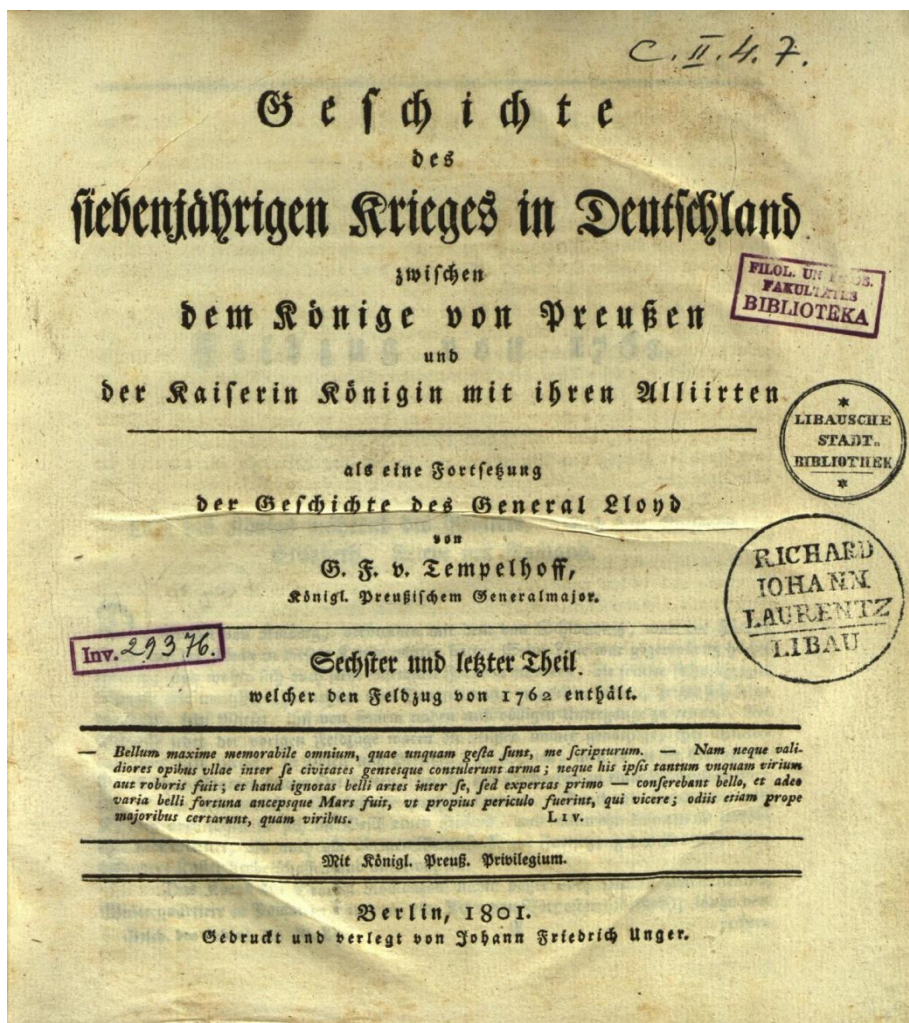 C. II. 4. 7.
Geschichte
des
siebenjährigen Krieges in Deutschland
zwischen
dem Könige von Preußen
und
der Kaiserin Königin mit ihren Alliirten
FILOL. UN
FAKULTATES
BIBLIOTEKA
* LIBAUSCHE
STADT-
BIBLIOTHEK *
als eine Fortsetzung
der Geschichte des General Lloyd
von
G. F. v. Tempelhoff,
Königl. Preußischem Generalmajor.
RICHARD
IOHANN
LAURENTZ
LIBAU
Inv. 29376.
Sechster und letzter Theil
welcher den Feldzug von 1762 enthält.
— Bellum maxime memorabile omnium, quae unquam geſta ſunt, me ſcripturum. — Nam neque vali-
diores opibus vllae inter ſe civitates gentesque contulerunt arma; neque his ipſis tantum vnquam virium
aut roboris fuit; et haud ignotas belli artes inter ſe, ſed expertas primo — conſerebant bello, et adeo
varia belli fortuna ancepsque Mars fuit, vt propius periculo fuerint, qui vicere; odiis etiam prope
majoribus certarunt, quam viribus. LIV.
Mit Königl. Preuß. Privilegium.
Berlin, 1801.
Gedruckt und verlegt von Johann Friedrich Unger.